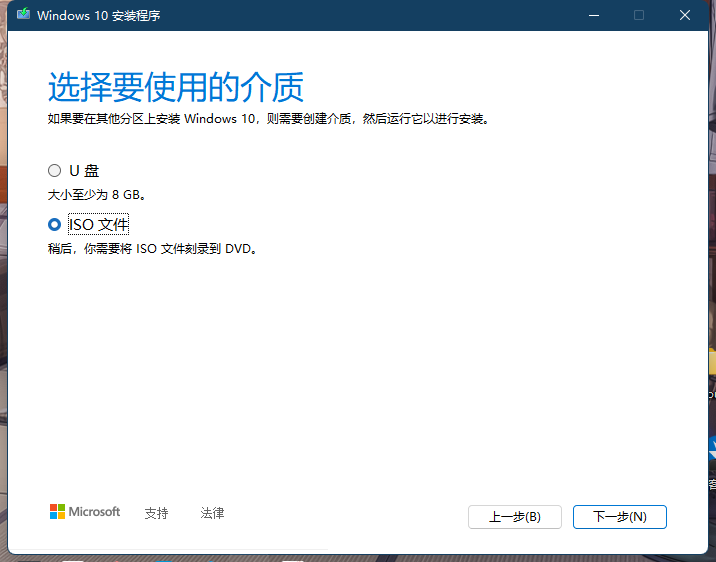 Windows 10 安装程序
选择要使用的介质
如果要在其他分区上安装 Windows 10，则需要创建介质，然后运行它以进行安装。
U 盘
大小至少为 8 GB。
ISO 文件
稍后，你需要将 ISO 文件刻录到 DVD。
Microsoft 支持 法律 上一步(B) 下一步(N)